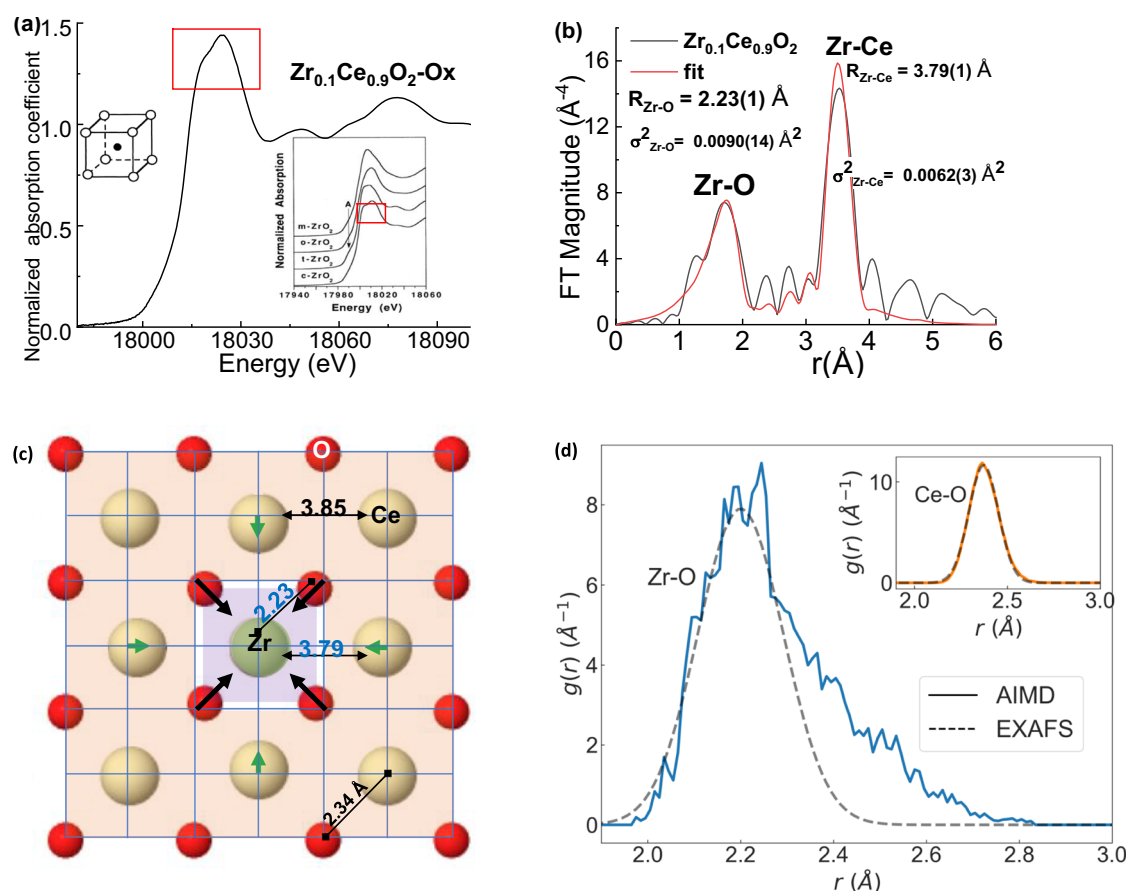 (a)
Normalized absorption coefficient
1.5
1.0
0.5
0.0
Zr0.1Ce0.9O2-Ox
Normalized Absorption
A
m-ZrO2
o-ZrO2
t-ZrO2
c-ZrO2
17940 17980 18020 18060
Energy (eV)
18000 18030 18060 18090
Energy (eV)
(b)
FT Magnitude (Å-4)
16
12
8
4
0
Zr0.1Ce0.9O2
fit
RZr-O = 2.23(1) Å
σ2Zr-O= 0.0090(14) Å2
Zr-O
Zr-Ce
RZr-Ce = 3.79(1) Å
σ2Zr-Ce= 0.0062(3) Å2
0 1 2 3 4 5 6
r(Å)
(c)
O
3.85
Ce
2.23
Zr
3.79
2.34 Å
(d)
g(r) (Å−1)
8
6
4
2
0
Zr-O
g(r) (Å−1)
10
0
Ce-O
2.0 2.5 3.0
r (Å)
AIMD
EXAFS
2.0 2.2 2.4 2.6 2.8 3.0
r (Å)